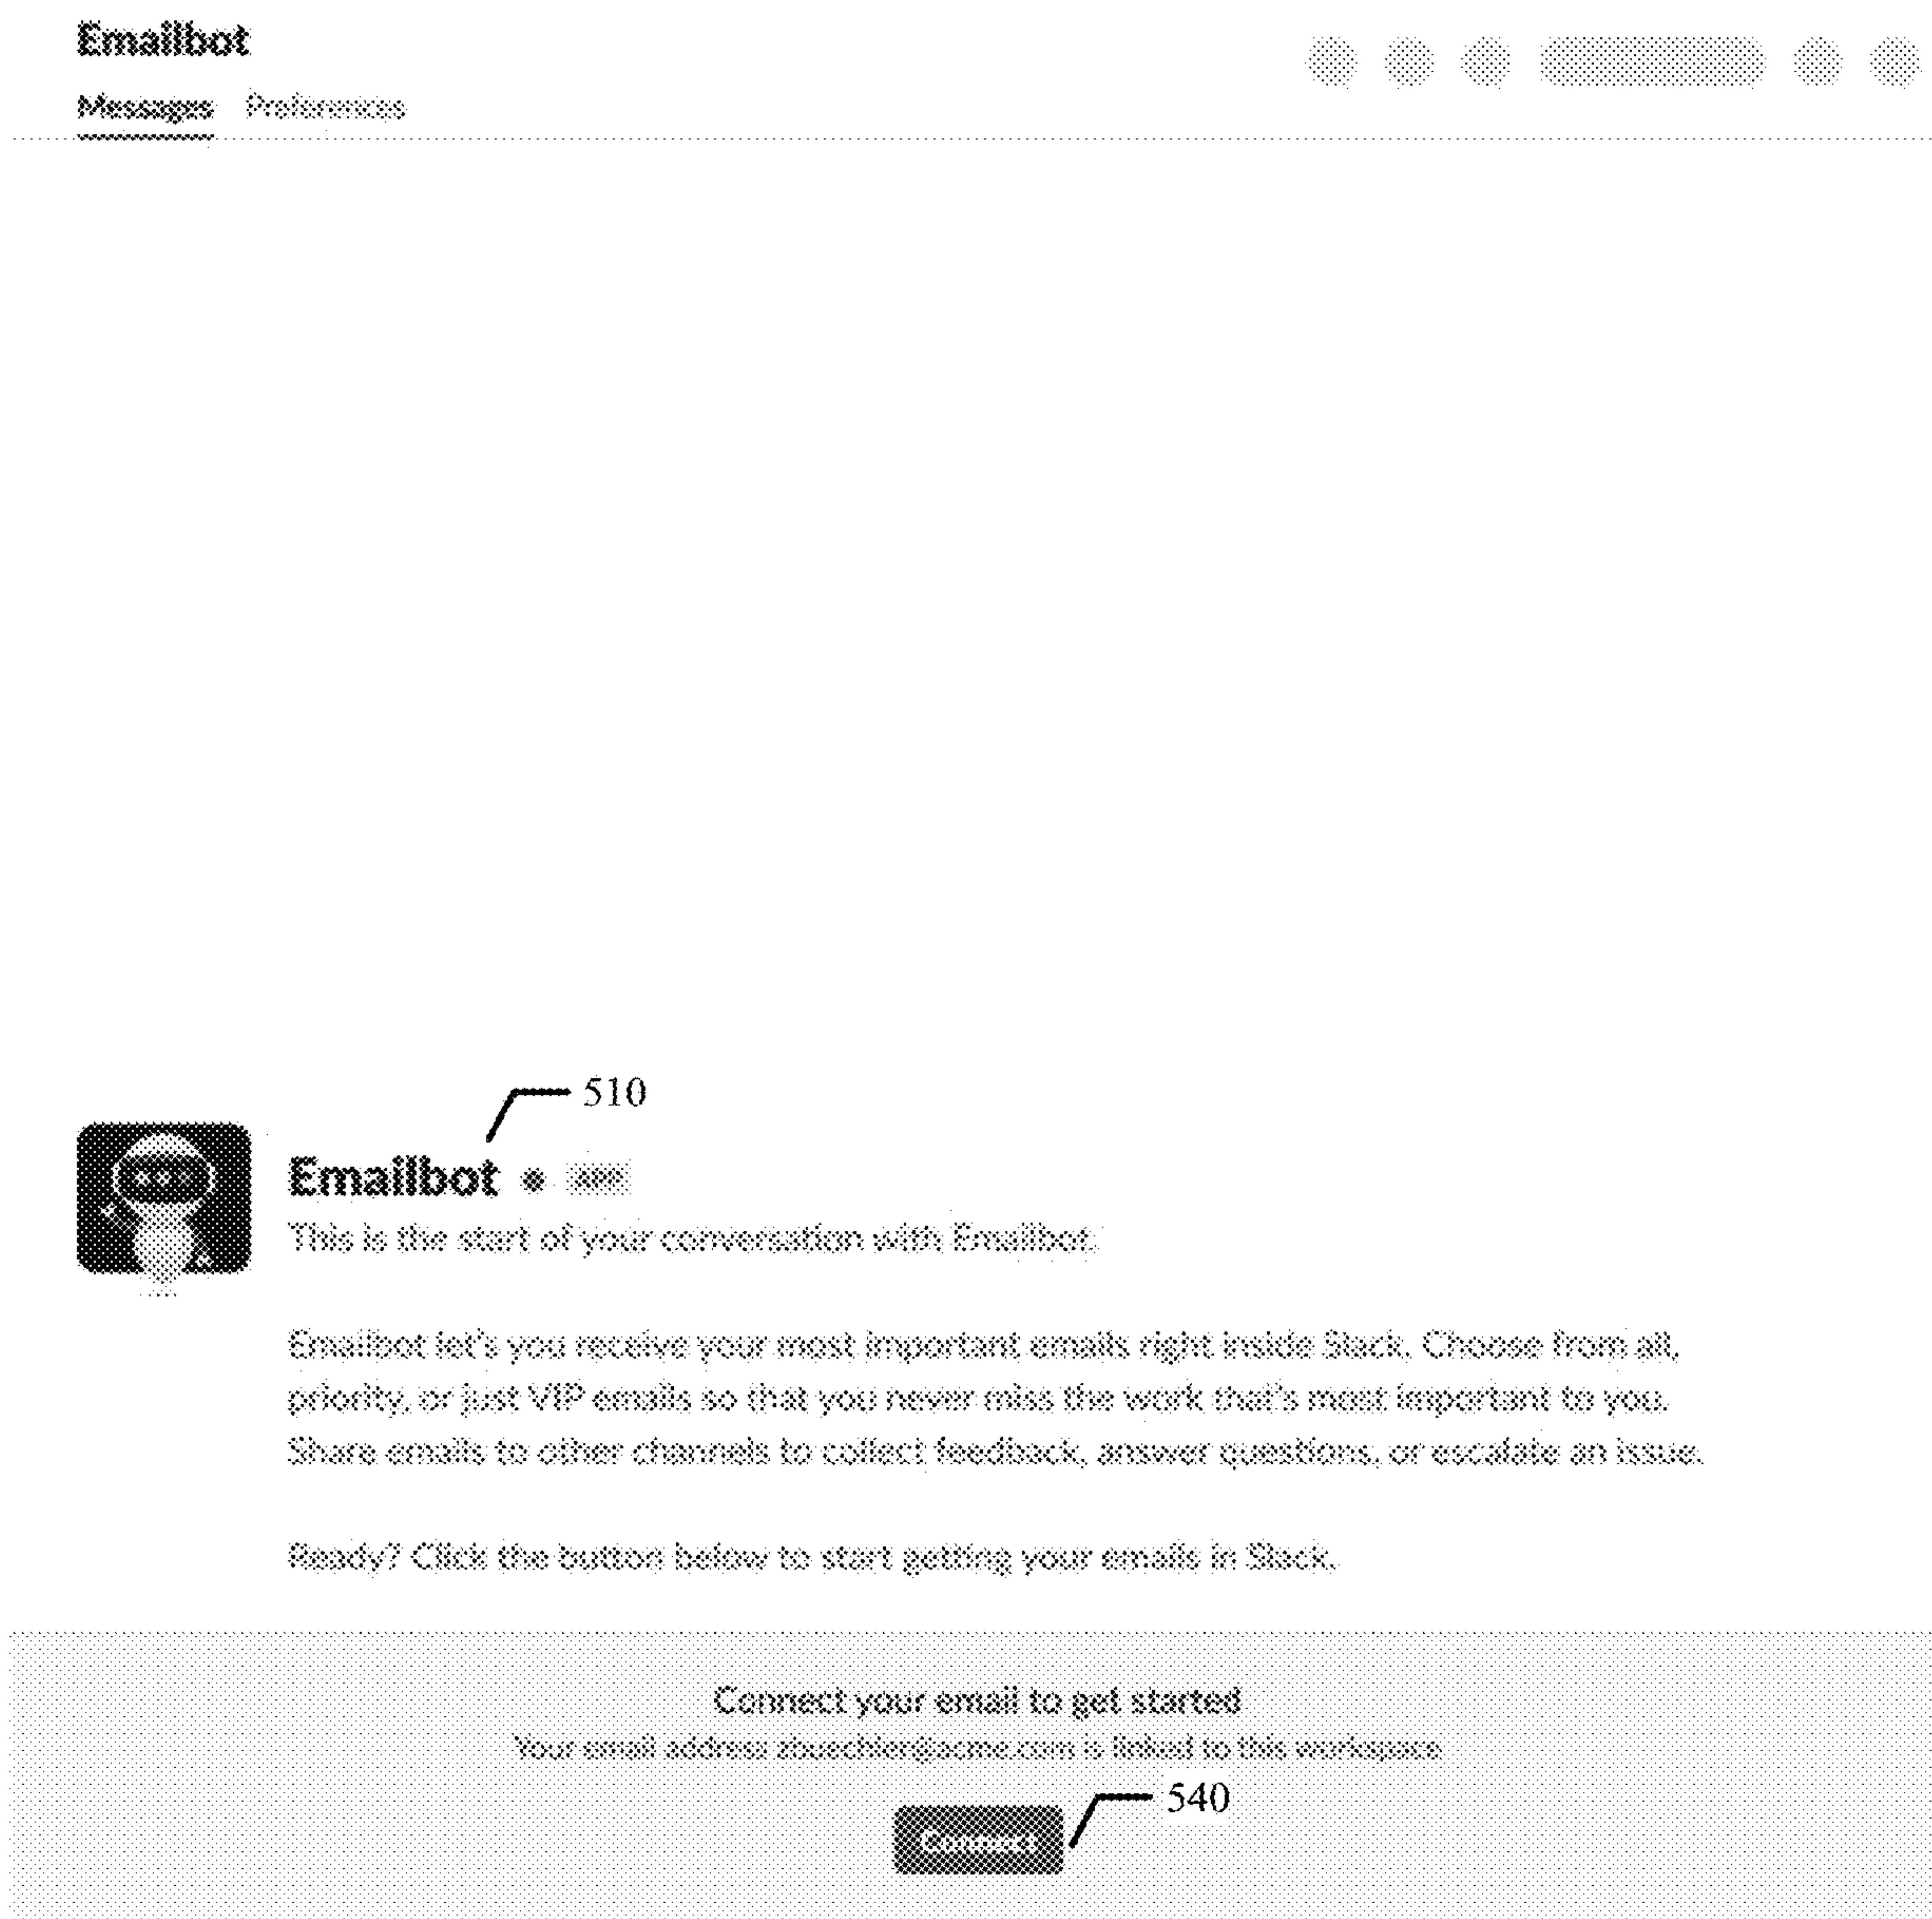 Emailbot
Messages Preferences
510
Emailbot APP
This is the start of your conversation with Emailbot.
Emailbot let's you receive your most important emails right inside Slack. Choose from all,
priority, or just VIP emails so that you never miss the work that's most important to you.
Share emails to other channels to collect feedback, answer questions, or escalate an issue.
Ready? Click the button below to start getting your emails in Slack.
Connect your email to get started
Your email address zbuechler@acme.com is linked to this workspace
540
Connect